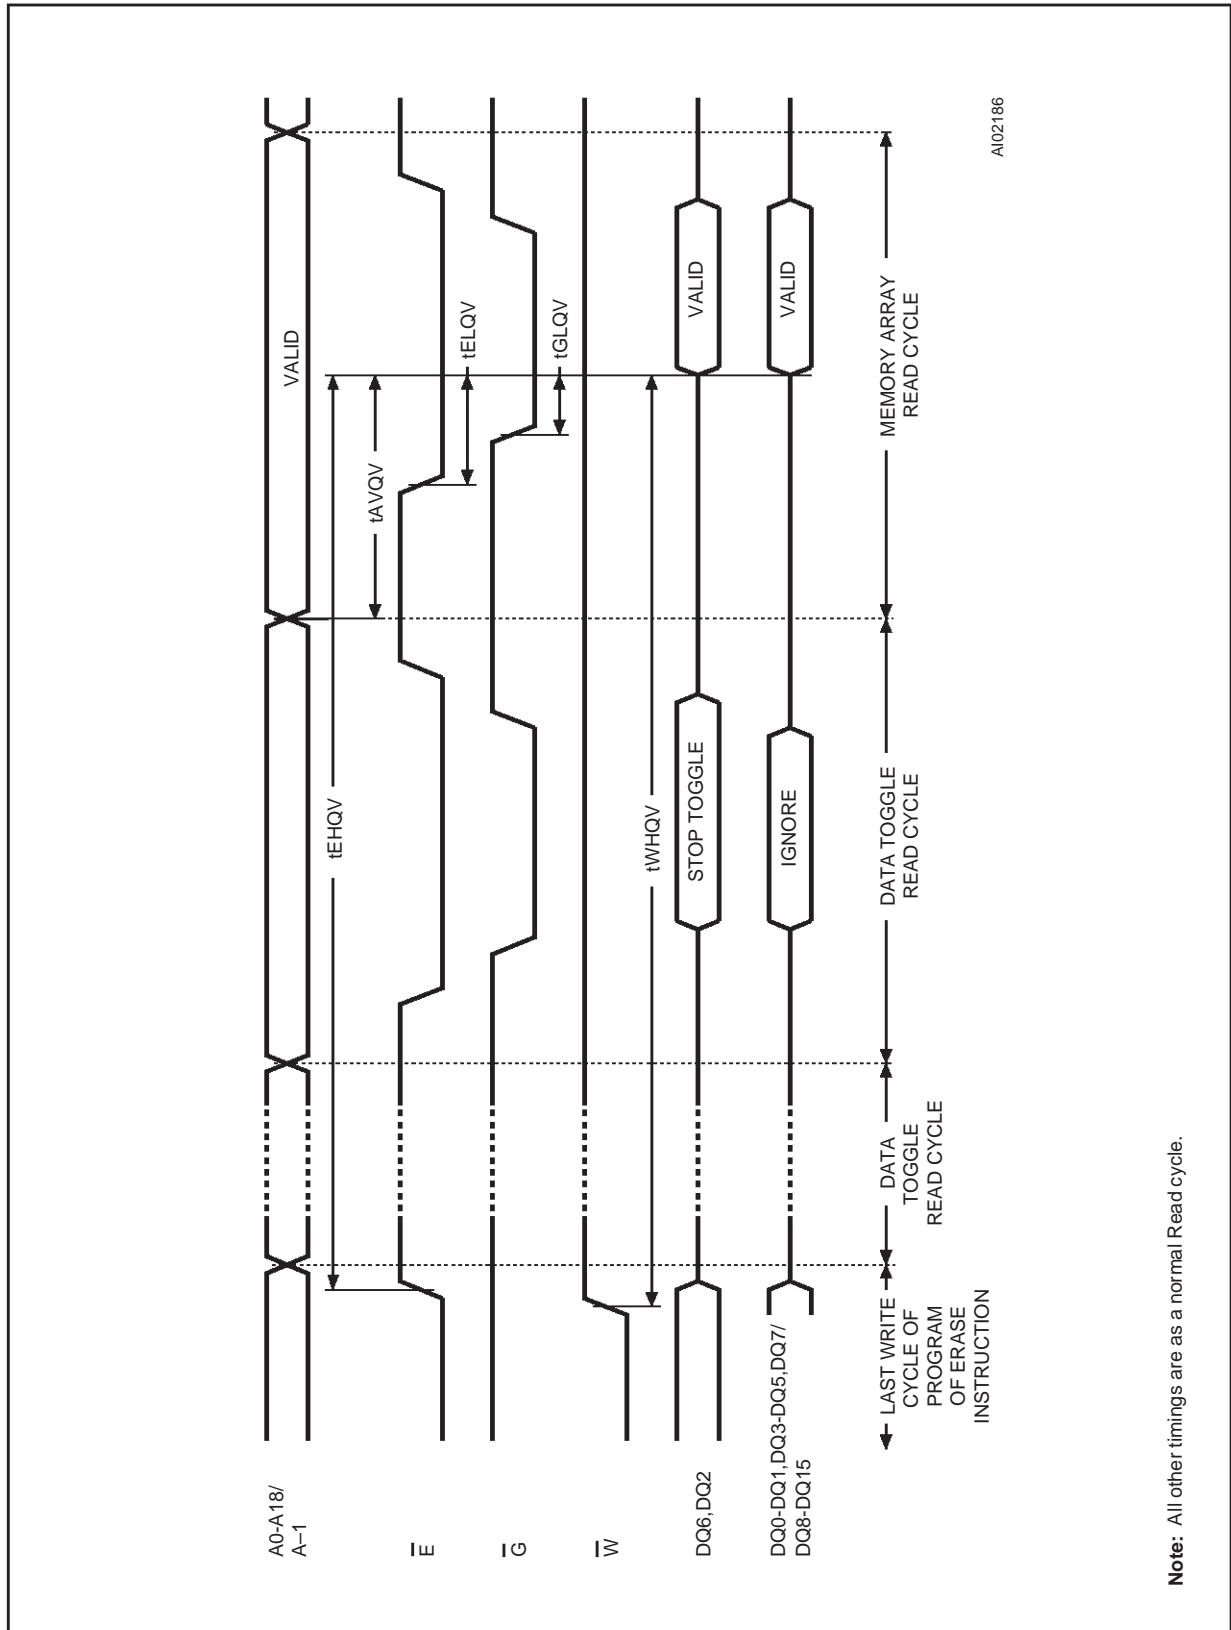 A0-A18/
A–1
VALID
tEHQV
tAVQV
E
tELQV
G
tGLQV
W
tWHQV
DQ6,DQ2
STOP TOGGLE
VALID
DQ0-DQ1,DQ3-DQ5,DQ7/
DQ8-DQ15
IGNORE
VALID
LAST WRITE
CYCLE OF
PROGRAM
OF ERASE
INSTRUCTION
DATA
TOGGLE
READ CYCLE
DATA TOGGLE
READ CYCLE
MEMORY ARRAY
READ CYCLE
AI02186
Note: All other timings are as a normal Read cycle.